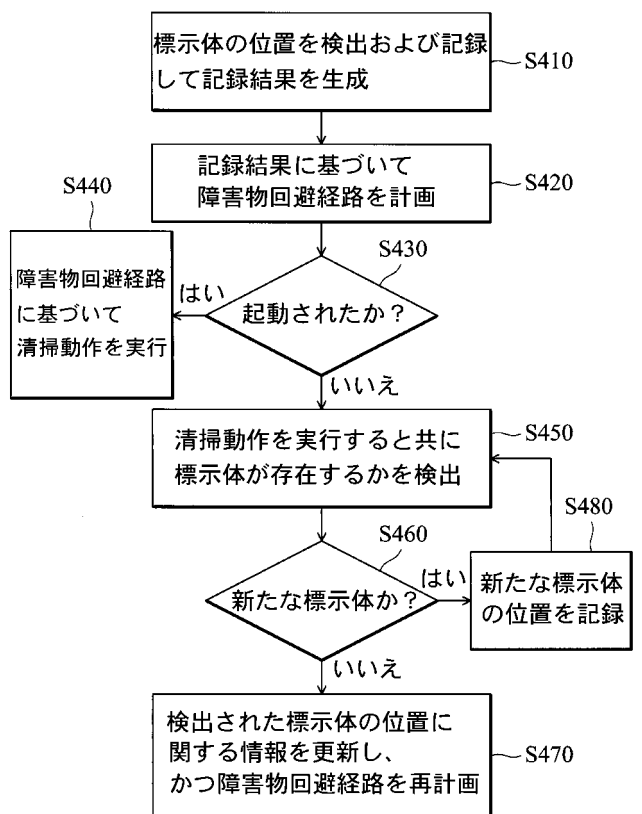 標示体の位置を検出および記録
して記録結果を生成
S410
記録結果に基づいて
障害物回避経路を計画
S420
S440
障害物回避経路
に基づいて
清掃動作を実行
はい
S430
起動されたか？
いいえ
清掃動作を実行すると共に
標示体が存在するかを検出
S450
S460
新たな標示体か？
はい
S480
新たな標示体
の位置を記録
いいえ
検出された標示体の位置に
関する情報を更新し、
かつ障害物回避経路を再計画
S470